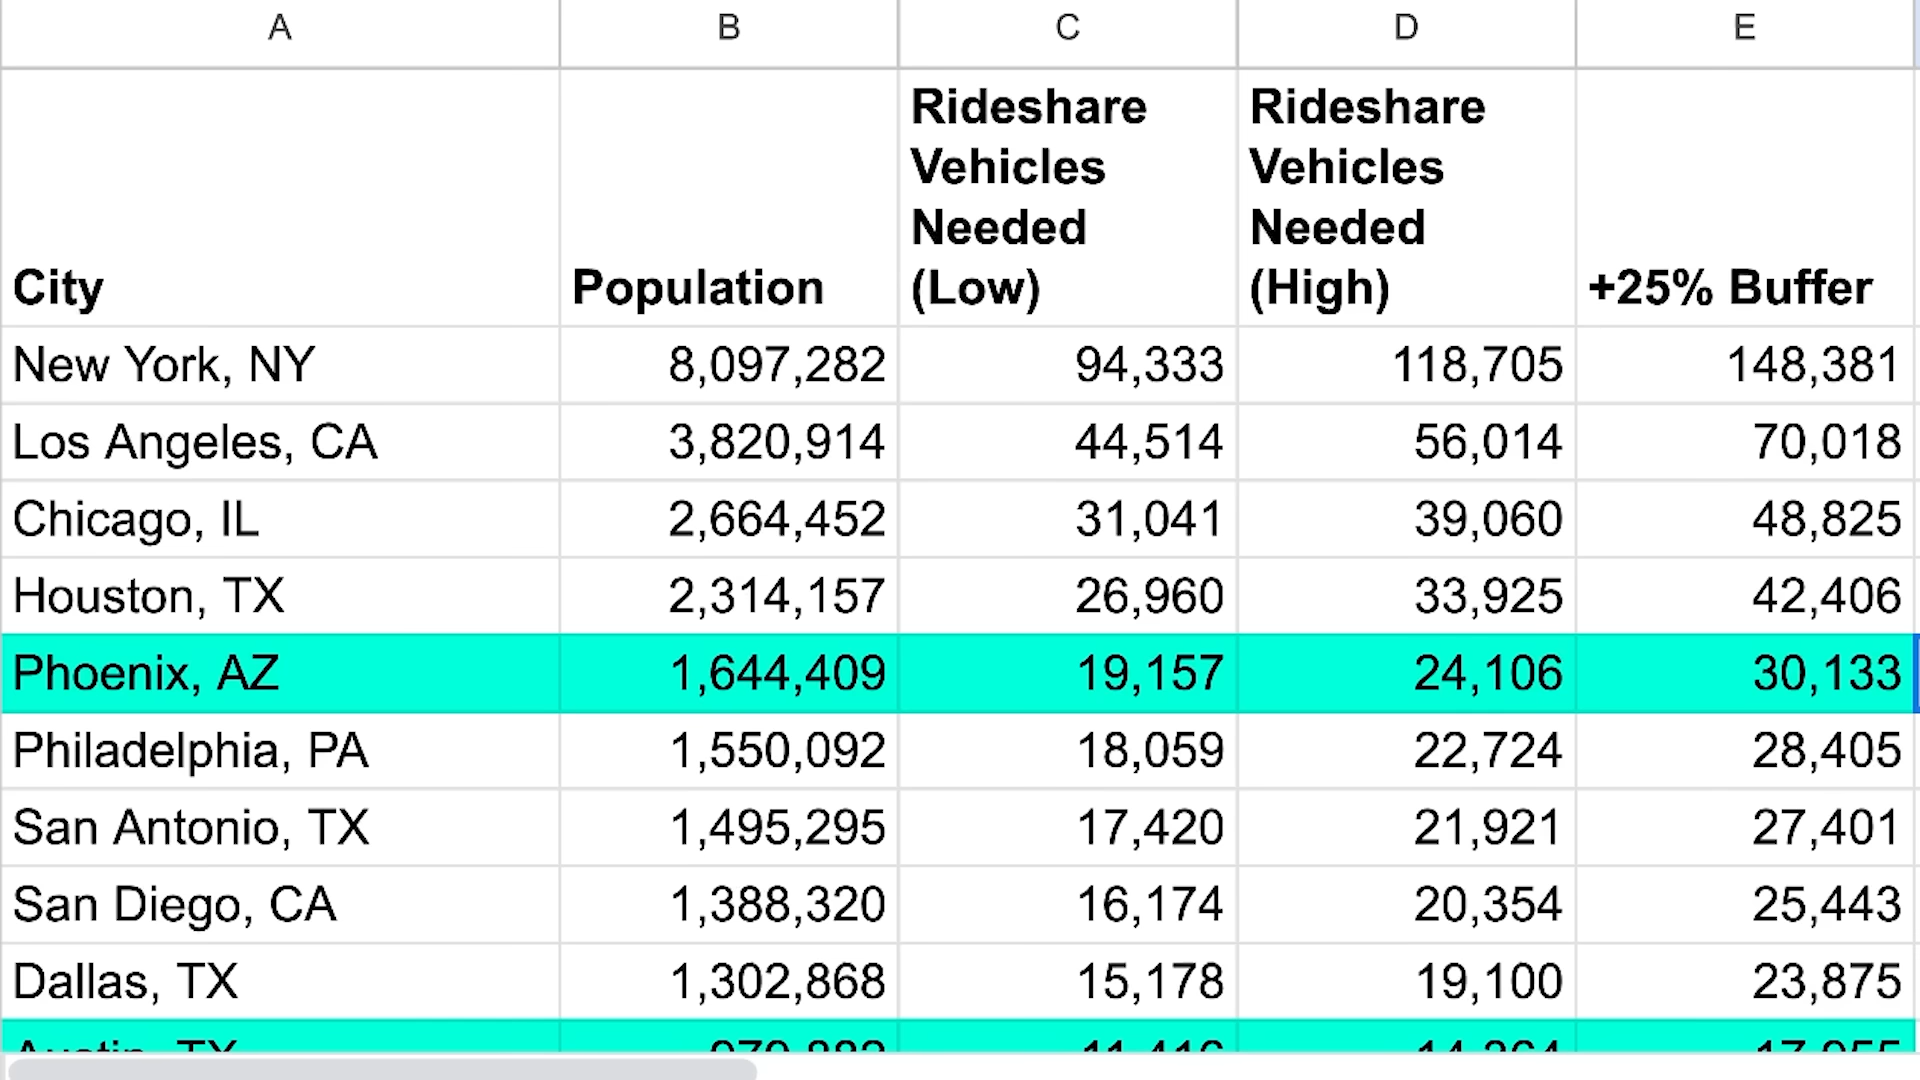 A B C D E
City Population Rideshare Vehicles Needed (Low) Rideshare Vehicles Needed (High) +25% Buffer
New York, NY 8,097,282 94,333 118,705 148,381
Los Angeles, CA 3,820,914 44,514 56,014 70,018
Chicago, IL 2,664,452 31,041 39,060 48,825
Houston, TX 2,314,157 26,960 33,925 42,406
Phoenix, AZ 1,644,409 19,157 24,106 30,133
Philadelphia, PA 1,550,092 18,059 22,724 28,405
San Antonio, TX 1,495,295 17,420 21,921 27,401
San Diego, CA 1,388,320 16,174 20,354 25,443
Dallas, TX 1,302,868 15,178 19,100 23,875
Austin, TX